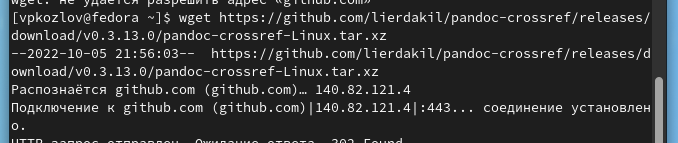 wget: не удаётся разрешить адрес «github.com»
[vpkozlov@fedora ~]$ wget https://github.com/lierdakil/pandoc-crossref/releases/
download/v0.3.13.0/pandoc-crossref-Linux.tar.xz
--2022-10-05 21:56:03--  https://github.com/lierdakil/pandoc-crossref/releases/d
ownload/v0.3.13.0/pandoc-crossref-Linux.tar.xz
Распознаётся github.com (github.com)… 140.82.121.4
Подключение к github.com (github.com)|140.82.121.4|:443... соединение установлен
о.
HTTP-запрос отправлен. Ожидание ответа… 302 Found